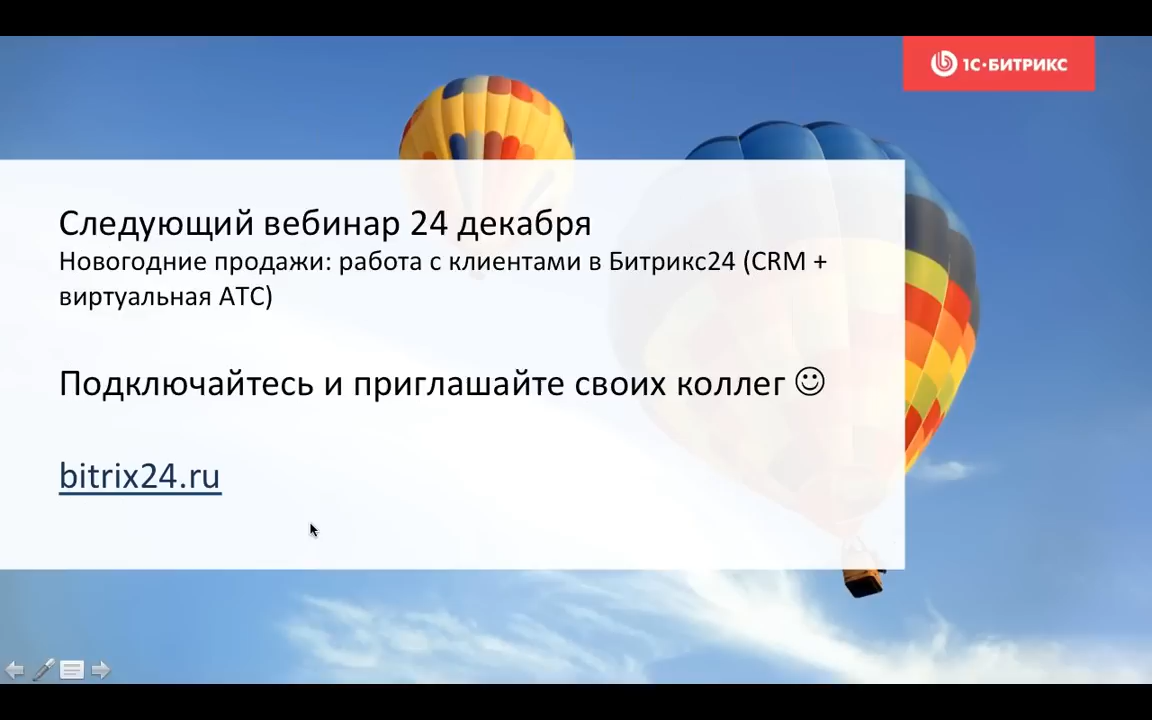 1С·БИТРИКС
Следующий вебинар 24 декабря
Новогодние продажи: работа с клиентами в Битрикс24 (CRM +
виртуальная АТС)
Подключайтесь и приглашайте своих коллег ☺
bitrix24.ru